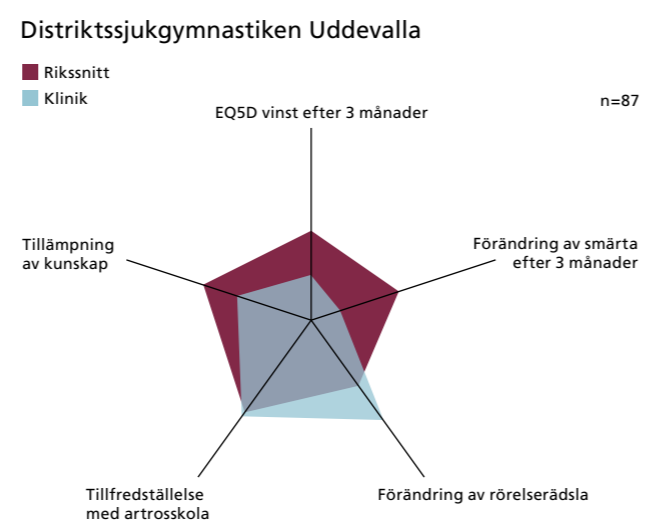 Distriktssjukgymnastiken Uddevalla
Rikssnitt
Klinik
n=87
EQ5D vinst efter 3 månader
Tillämpning
av kunskap
Förändring av smärta
efter 3 månader
Tillfredställelse
med artrosskola
Förändring av rörelserädsla